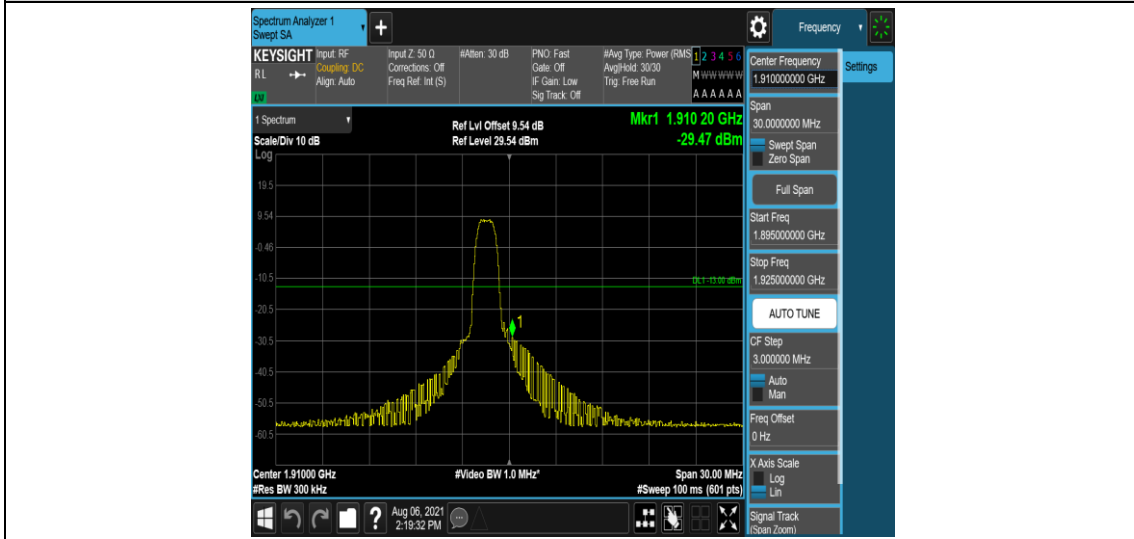 Spectrum Analyzer 1
Swept SA
+
Frequency
KEYSIGHT
RL
Input: RF
Coupling: DC
Align: Auto
Input Z: 50 Ω
Corrections: Off
Freq Ref: Int (S)
#Atten: 30 dB
PNO: Fast
Gate: Off
IF Gain: Low
Sig Track: Off
#Avg Type: Power (RMS
Avg|Hold: 30/30
Trig: Free Run
1 2 3 4 5 6
M W W W W W
A A A A A A
1 Spectrum
Scale/Div 10 dB
Log
Ref Lvl Offset 9.54 dB
Ref Level 29.54 dBm
Mkr1 1.910 20 GHz
-29.47 dBm
19.5
9.54
-0.46
-10.5
-20.5
-30.5
-40.5
-50.5
-60.5
DL1 -13.00 dBm
1
Center 1.91000 GHz
#Res BW 300 kHz
#Video BW 1.0 MHz*
Span 30.00 MHz
#Sweep 100 ms (601 pts)
?
Aug 06, 2021
2:19:32 PM
Center Frequency
1.910000000 GHz
Settings
Span
30.0000000 MHz
Swept Span
Zero Span
Full Span
Start Freq
1.895000000 GHz
Stop Freq
1.925000000 GHz
AUTO TUNE
CF Step
3.000000 MHz
Auto
Man
Freq Offset
0 Hz
X Axis Scale
Log
Lin
Signal Track
(Span Zoom)